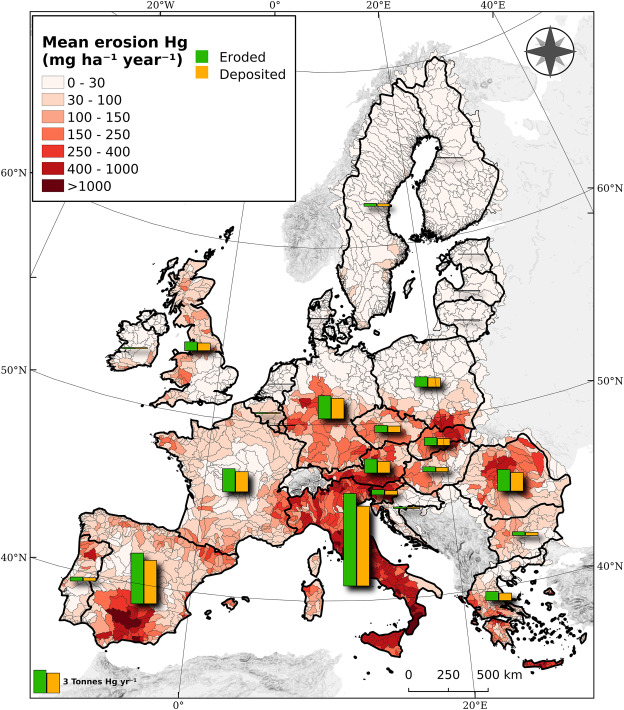 20°W 0° 20°E 40°E
Mean erosion Hg
(mg ha⁻¹ year⁻¹)
Eroded
Deposited
0 - 30
30 - 100
100 - 150
150 - 250
250 - 400
400 - 1000
>1000
60°N 60°N
50°N 50°N
40°N 40°N
0 250 500 km
3 Tonnes Hg yr⁻¹
0° 20°E